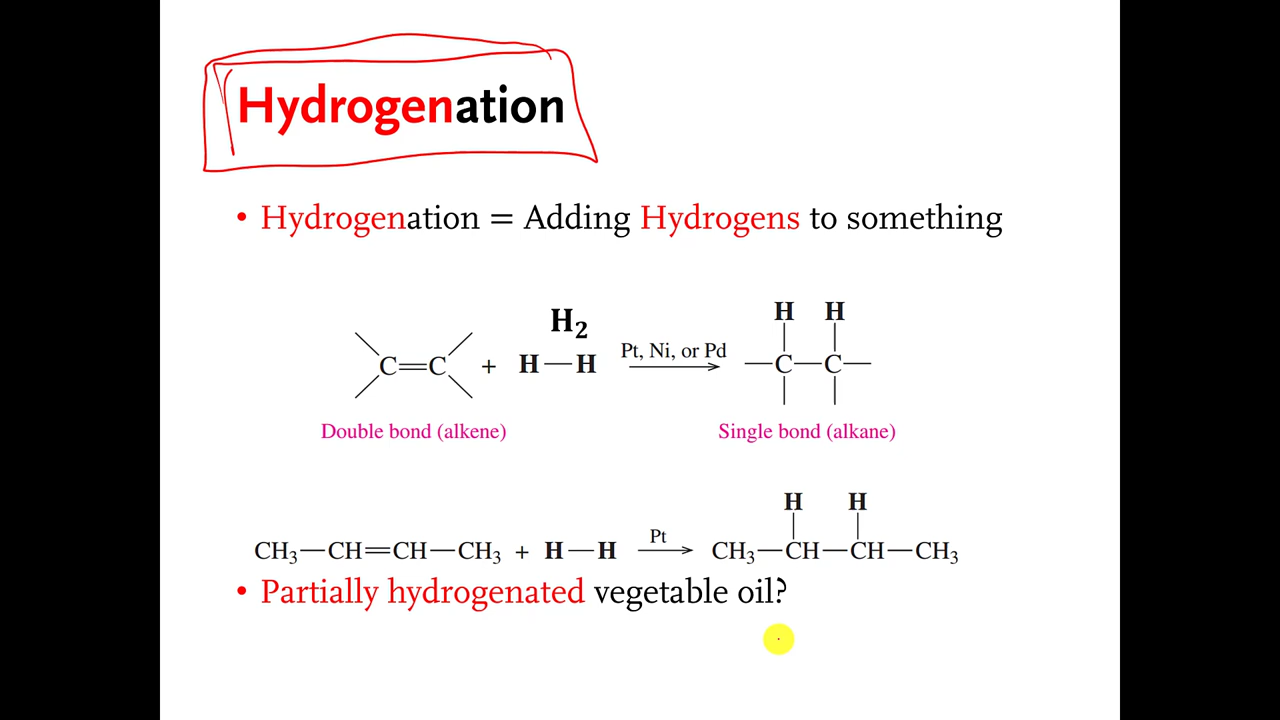 Hydrogenation
• Hydrogenation = Adding Hydrogens to something
H H
H₂
C=C + H—H Pt, Ni, or Pd —C—C—
Double bond (alkene) Single bond (alkane)
H H
CH₃—CH=CH—CH₃ + H—H Pt CH₃—CH—CH—CH₃
• Partially hydrogenated vegetable oil?